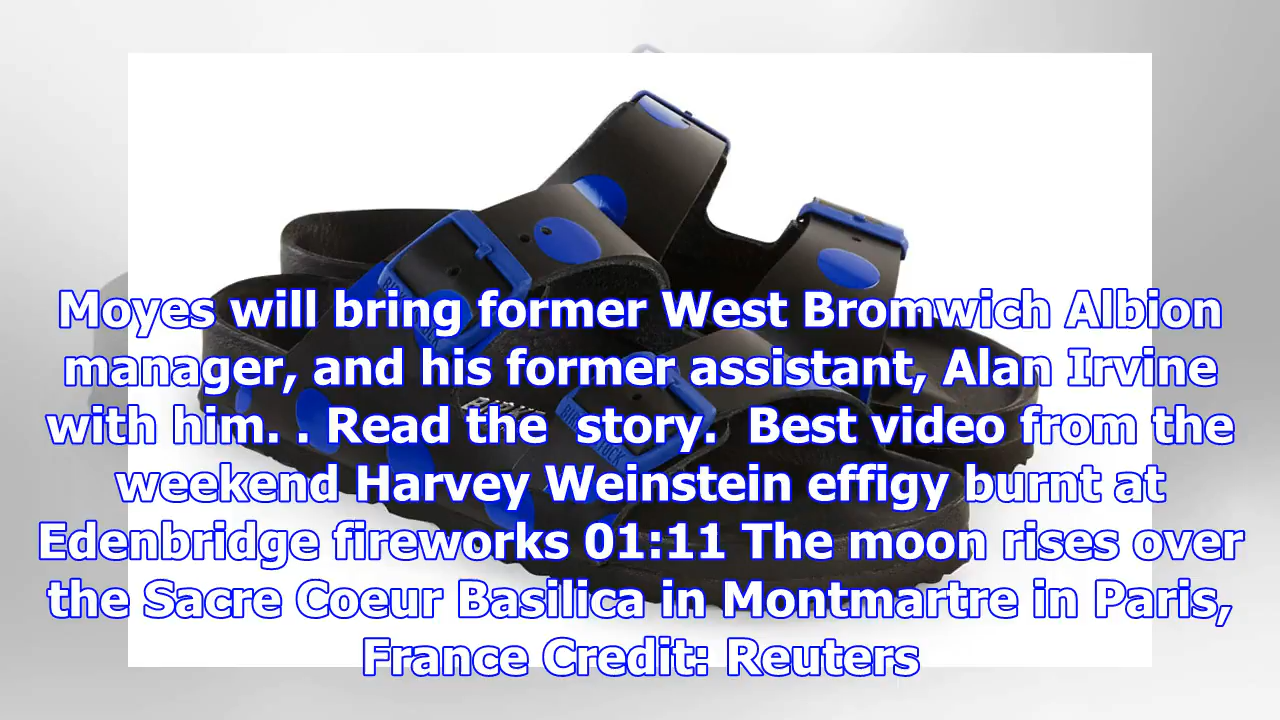 Moyes will bring former West Bromwich Albion
manager, and his former assistant, Alan Irvine
with him. . Read the  story.  Best video from the
weekend Harvey Weinstein effigy burnt at
Edenbridge fireworks 01:11 The moon rises over
the Sacre Coeur Basilica in Montmartre in Paris,
France Credit: Reuters